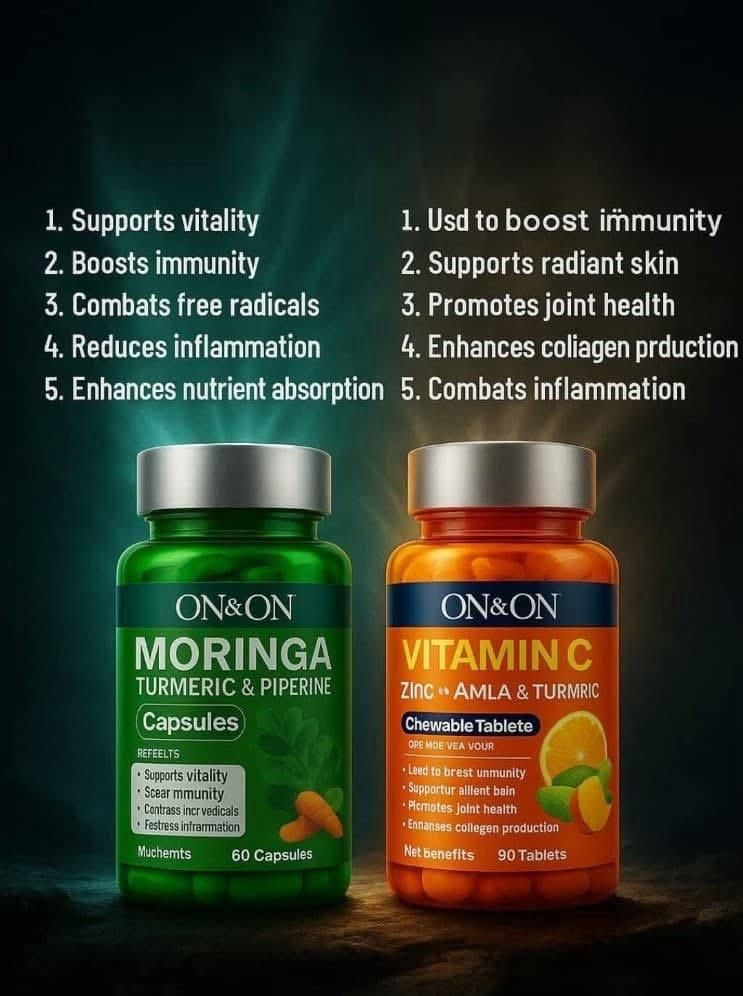 1. Supports vitality
2. Boosts immunity
3. Combats free radicals
4. Reduces inflammation
5. Enhances nutrient absorption
1. Usd to boost immunity
2. Supports radiant skin
3. Promotes joint health
4. Enhances coliagen prduction
5. Combats inflammation
ON&ON
MORINGA
TURMERIC & PIPERINE
Capsules
REFEELTS
• Supports vitality
• Scear mmunity
• Contrass incr vedicals
• Festress infrarmation
Muchemts 60 Capsules
ON&ON
VITAMIN C
ZINC •• AMLA & TURMRIC
Chewable Tablete
OPE MOE VEA VOUR
• Leed to brest unmunity
• Supportur allient bain
• Picmotes joint health
• Ennanses collegen production
Net benefits 90 Tablets